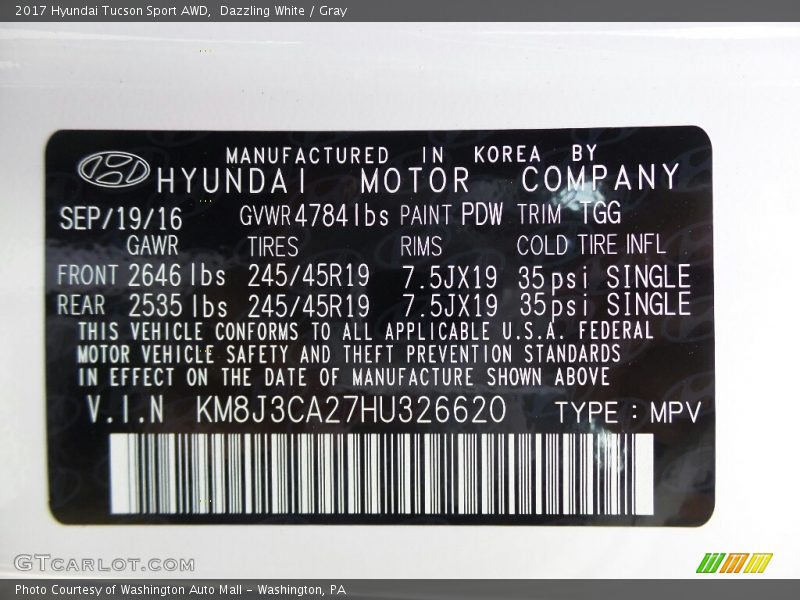 2017 Hyundai Tucson Sport AWD,  Dazzling White / Gray
MANUFACTURED IN KOREA BY
HYUNDAI MOTOR COMPANY
SEP/19/16 GVWR 4784lbs PAINT PDW TRIM TGG
GAWR TIRES RIMS COLD TIRE INFL
FRONT 2646 lbs 245/45R19 7.5JX19 35psi SINGLE
REAR 2535 lbs 245/45R19 7.5JX19 35psi SINGLE
THIS VEHICLE CONFORMS TO ALL APPLICABLE U.S.A. FEDERAL
MOTOR VEHICLE SAFETY AND THEFT PREVENTION STANDARDS
IN EFFECT ON THE DATE OF MANUFACTURE SHOWN ABOVE
V.I.N KM8J3CA27HU326620 TYPE : MPV
GTCARLOT.COM
Photo Courtesy of Washington Auto Mall - Washington, PA